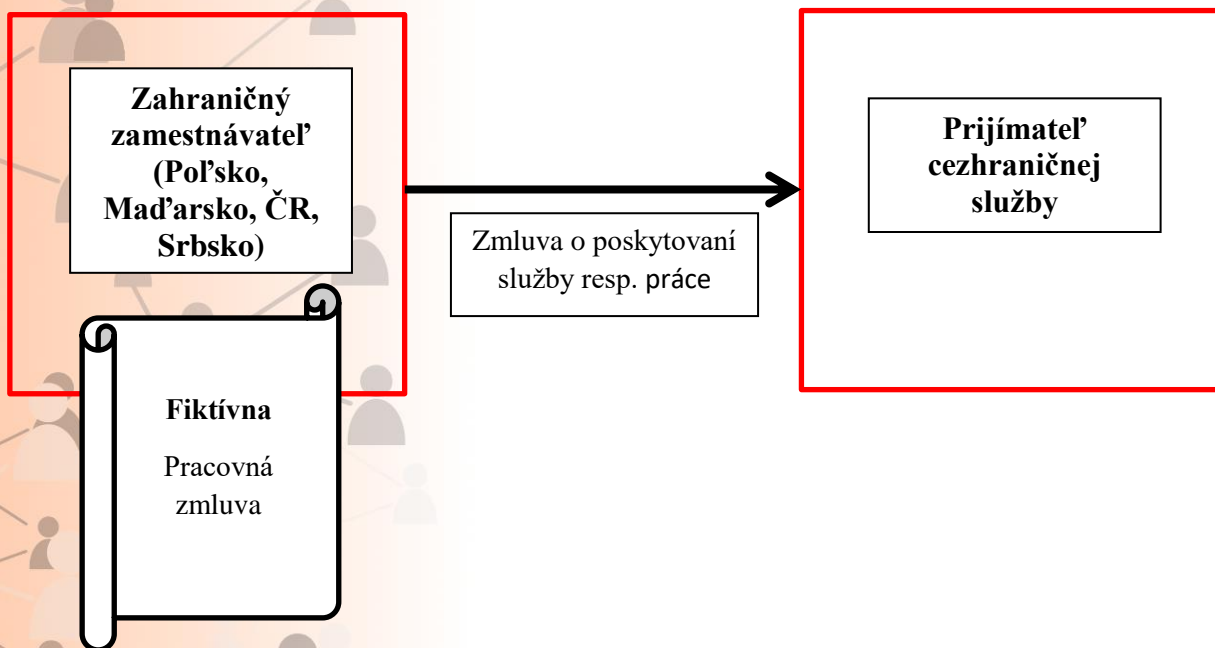 Zahraničný
zamestnávateľ
(Poľsko,
Maďarsko, ČR,
Srbsko)
Zmluva o poskytovaní
služby resp. práce
Prijímateľ
cezhraničnej
služby
Fiktívna
Pracovná
zmluva